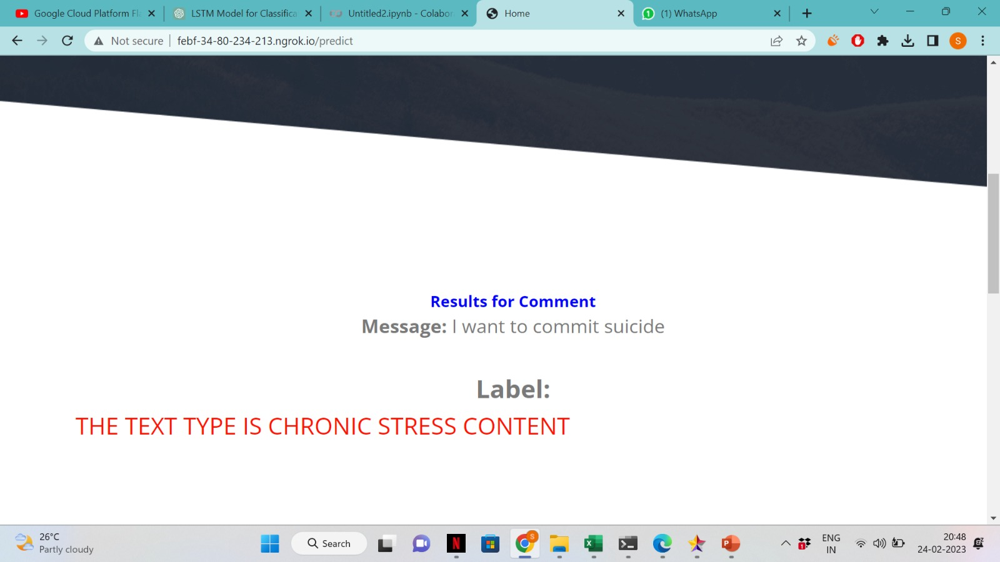 Google Cloud Platform Fla
LSTM Model for Classifica
Untitled2.ipynb - Colabor
Home
(1) WhatsApp
Not secure
febf-34-80-234-213.ngrok.io/predict
S
Results for Comment
Message: I want to commit suicide
Label:
THE TEXT TYPE IS CHRONIC STRESS CONTENT
26°C
Partly cloudy
Search
ENG
IN
20:48
24-02-2023